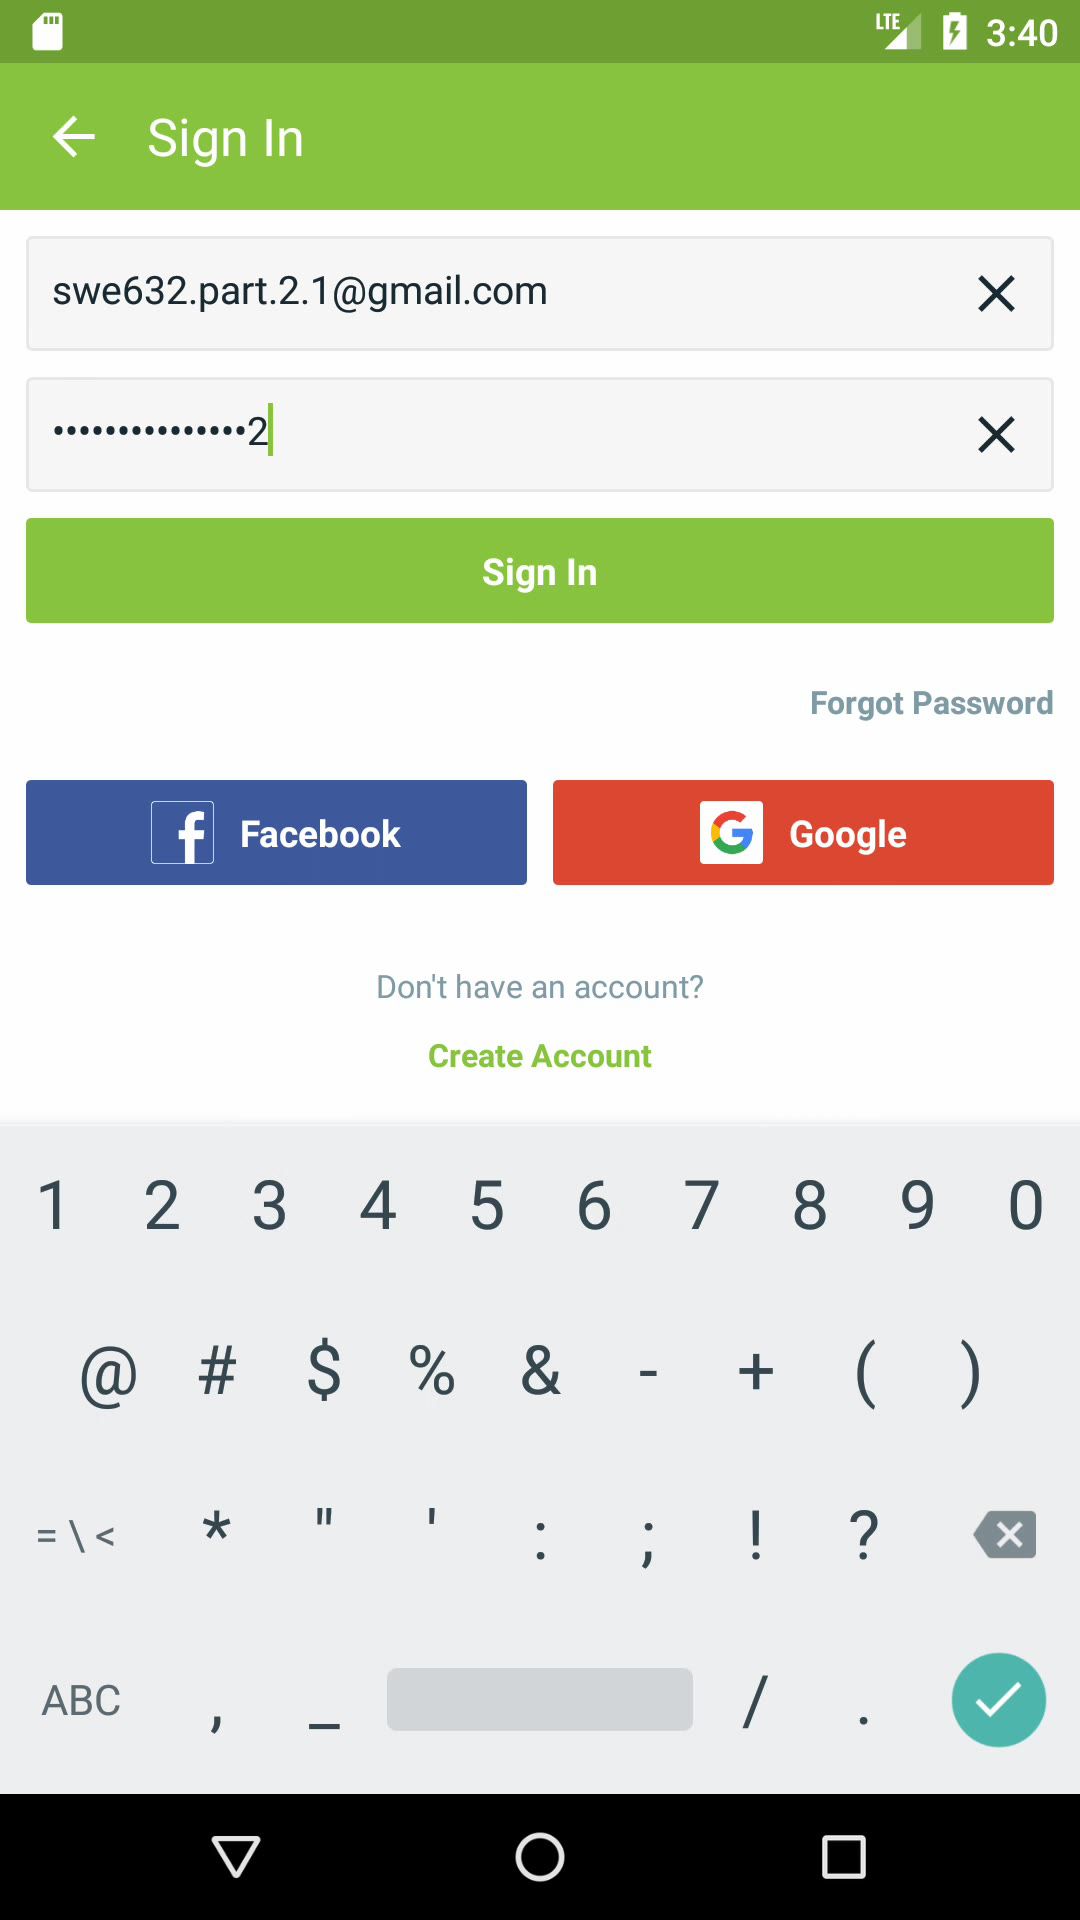 LTE 3:40
Sign In
swe632.part.2.1@gmail.com
•••••••••••••••2
Sign In
Forgot Password
Facebook Google
Don't have an account?
Create Account
1 2 3 4 5 6 7 8 9 0
@ # $ % & - + ( )
= \ < * " ' : ; ! ?
ABC , _ / .